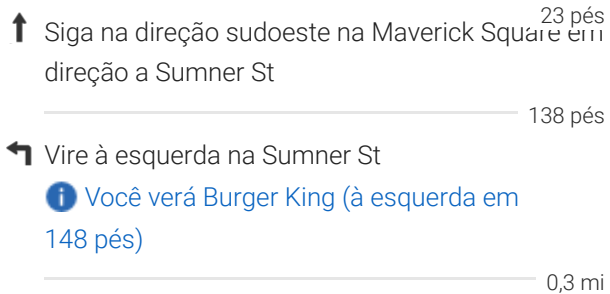 23 pés
Siga na direção sudoeste na Maverick Square em
direção a Sumner St
138 pés
Vire à esquerda na Sumner St
Você verá Burger King (à esquerda em
148 pés)
0,3 mi